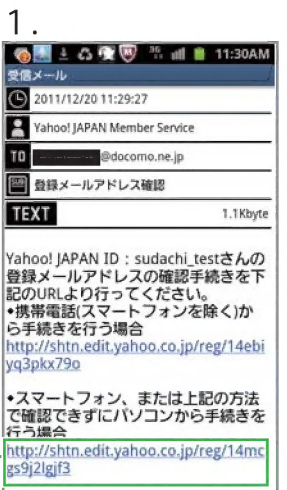 1.
3G
11:30AM
受信メール
2011/12/20 11:29:27
Yahoo! JAPAN Member Service
TO @docomo.ne.jp
SUB 登録メールアドレス確認
TEXT 1.1Kbyte
Yahoo! JAPAN ID：sudachi_testさんの
登録メールアドレスの確認手続きを下
記のURLより行ってください。
◆携帯電話(スマートフォンを除く)か
ら手続きを行う場合
http://shtn.edit.yahoo.co.jp/reg/14ebi
yq3pkx79o
◆スマートフォン、または上記の方法
で確認できずにパソコンから手続きを
行う場合
http://shtn.edit.yahoo.co.jp/reg/14mc
gs9j2lgjf3